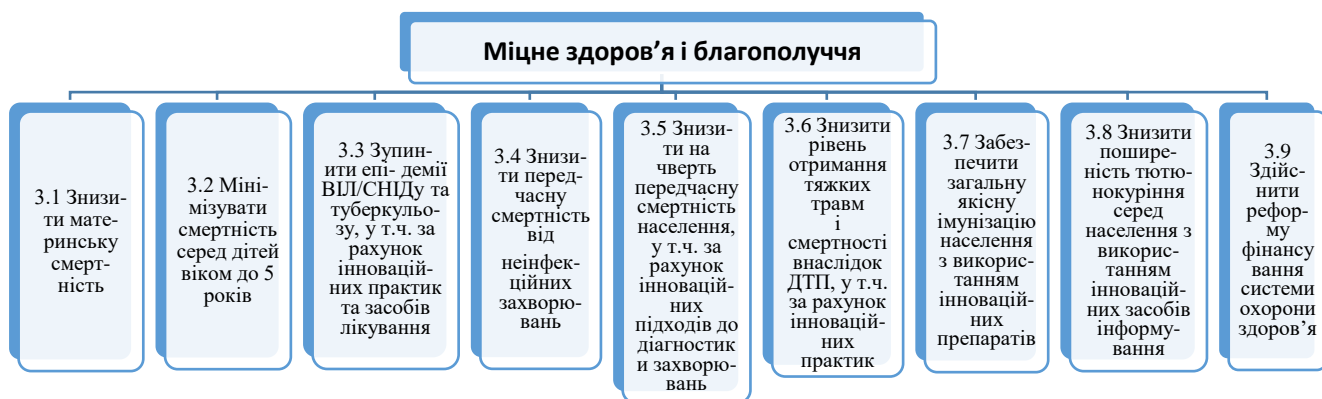 Міцне здоров’я і благополуччя
3.1 Знизи-
ти мате-
ринську
смерт-
ність
3.2 Міні-
мізувати
смертність
серед дітей
віком до 5
років
3.3 Зупин-
ити епі- демії
ВІЛ/СНІДу та
туберкульо-
зу, у т.ч. за
рахунок
інновацій-
них практик
та засобів
лікування
3.4 Знизи-
ти перед-
часну
смертність
від
неінфек-
ційних
захворю-
вань
3.5 Знизи-
ти на
чверть
передчасну
смертність
населення,
у т.ч. за
рахунок
інновацій-
них
підходів до
діагностик
и захворю-
вань
3.6 Знизити
рівень
отримання
тяжких
травм
і
смертності
внаслідок
ДТП, у т.ч.
за рахунок
інновацій-
них
практик
3.7 Забез-
печити
загальну
якісну
імунізацію
населення
з викорис-
танням
інновацій-
них
препаратів
3.8 Знизити
пошире-
ність тютю-
нокуріння
серед
населення з
викорис-
танням
інновацій-
них засобів
інформу-
вання
3.9
Здійс-
нити
рефор-
му
фінансу
вання
системи
охорони
здоров’я